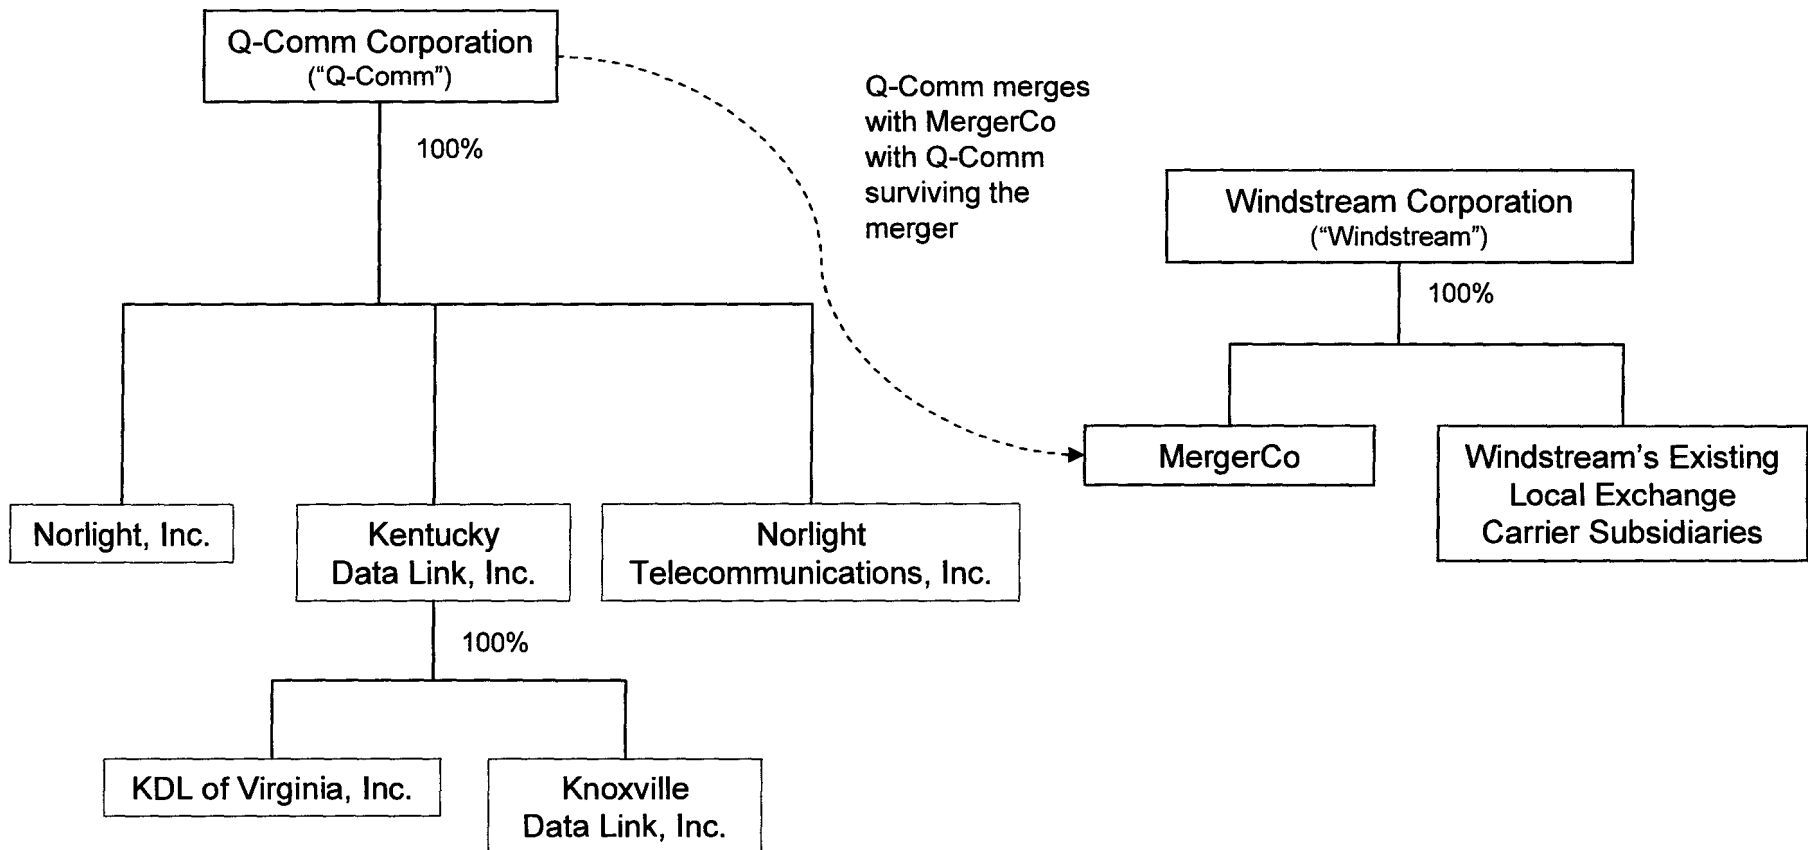 Q-Comm Corporation
(“Q-Comm”)
100%
Q-Comm merges
with MergerCo
with Q-Comm
surviving the
merger
Windstream Corporation
(“Windstream”)
100%
MergerCo
Windstream’s Existing
Local Exchange
Carrier Subsidiaries
Norlight, Inc.
Kentucky
Data Link, Inc.
Norlight
Telecommunications, Inc.
100%
KDL of Virginia, Inc.
Knoxville
Data Link, Inc.